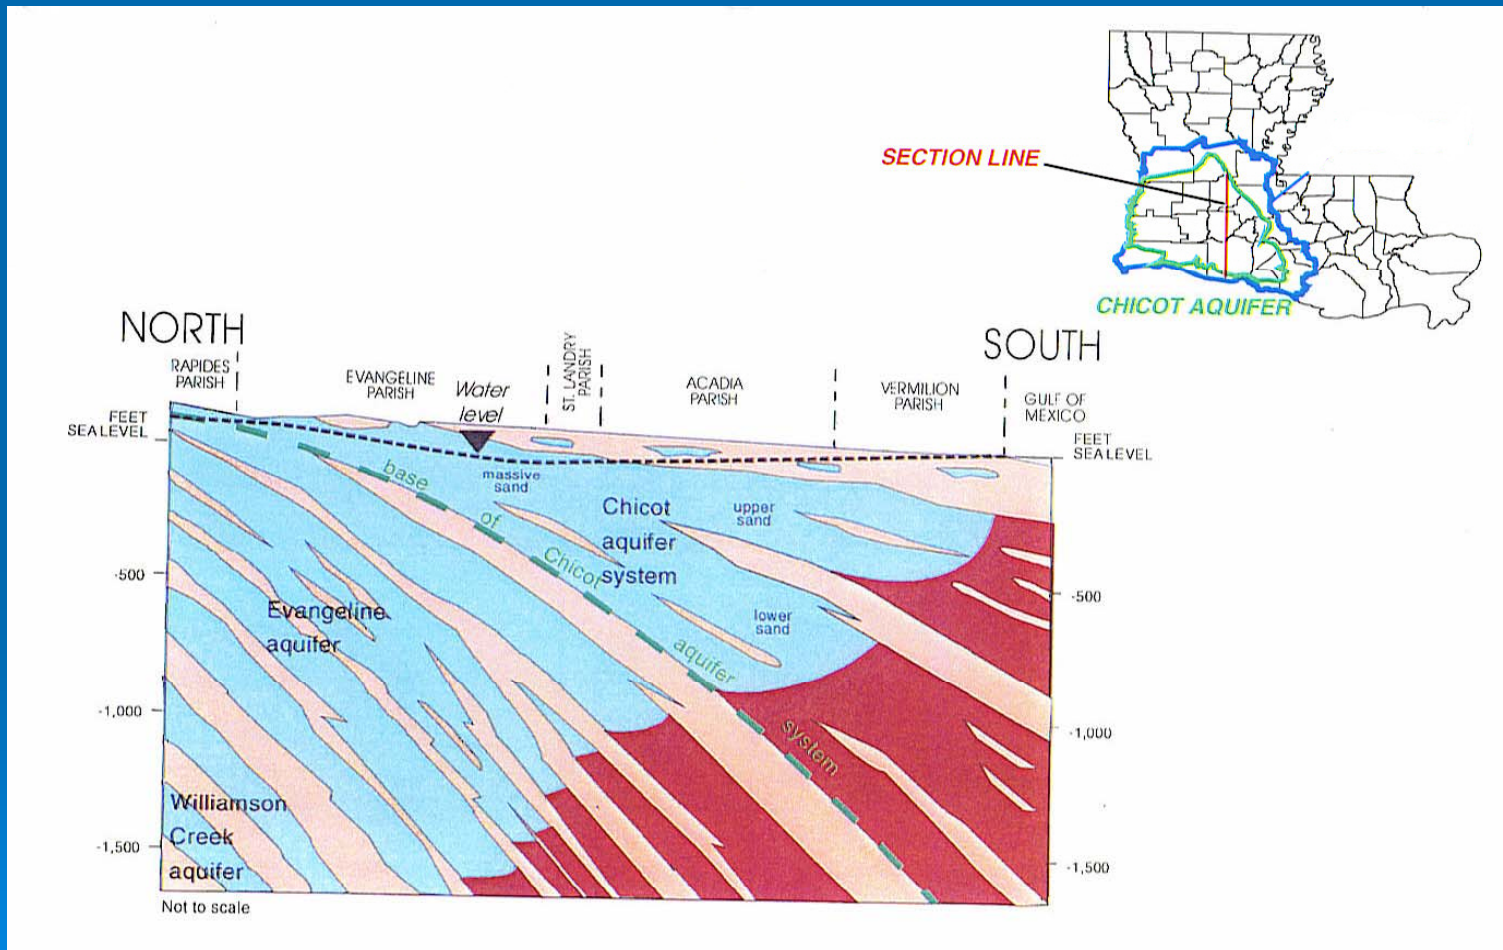 SECTION LINE
CHICOT AQUIFER
NORTH
SOUTH
RAPIDES
PARISH
EVANGELINE
PARISH
Water
level
ST. LANDRY
PARISH
ACADIA
PARISH
VERMILION
PARISH
GULF OF
MEXICO
FEET
SEALEVEL
FEET
SEALEVEL
massive
sand
base
of
Chicot
aquifer
system
Chicot
aquifer
system
upper
sand
lower
sand
Evangeline
aquifer
Williamson
Creek
aquifer
-500
-1,000
-1,500
-500
-1,000
-1,500
Not to scale